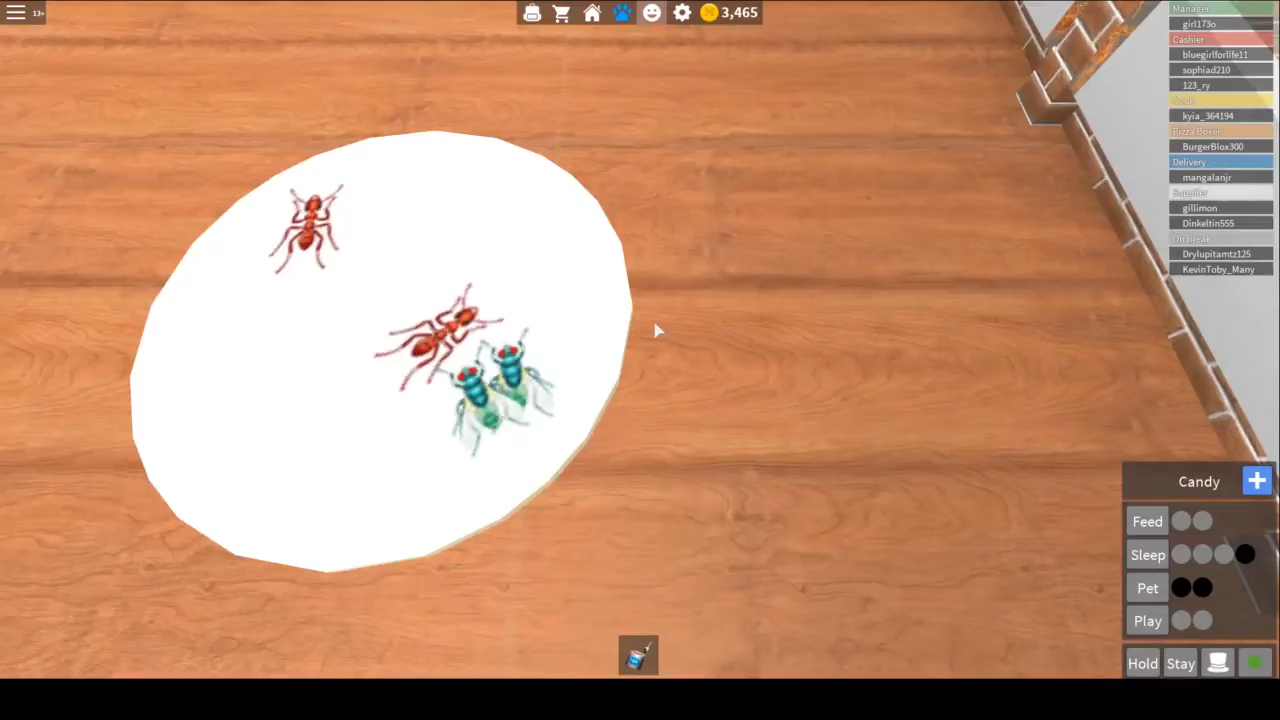 13+
3,465
Manager
girl173o
Cashier
bluegirlforlife11
sophiad210
123_ry
Cook
kyia_364194
Pizza Boxer
BurgerBlox300
Delivery
mangalanjr
Supplier
gillimon
Dinkeltin555
On Break
Drylupitamtz125
KevinToby_Many
Candy
Feed
Sleep
Pet
Play
Hold Stay